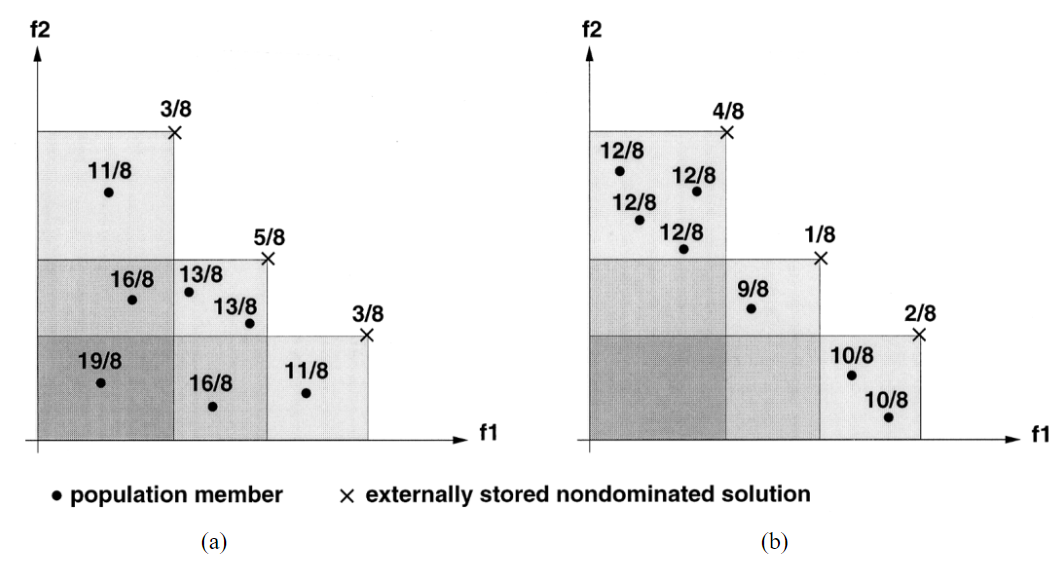 f2
3/8
11/8
5/8
16/8
13/8
13/8
3/8
19/8
16/8
11/8
f1
f2
4/8
12/8
12/8
12/8
12/8
1/8
9/8
2/8
10/8
10/8
f1
population member
externally stored nondominated solution
(a)
(b)